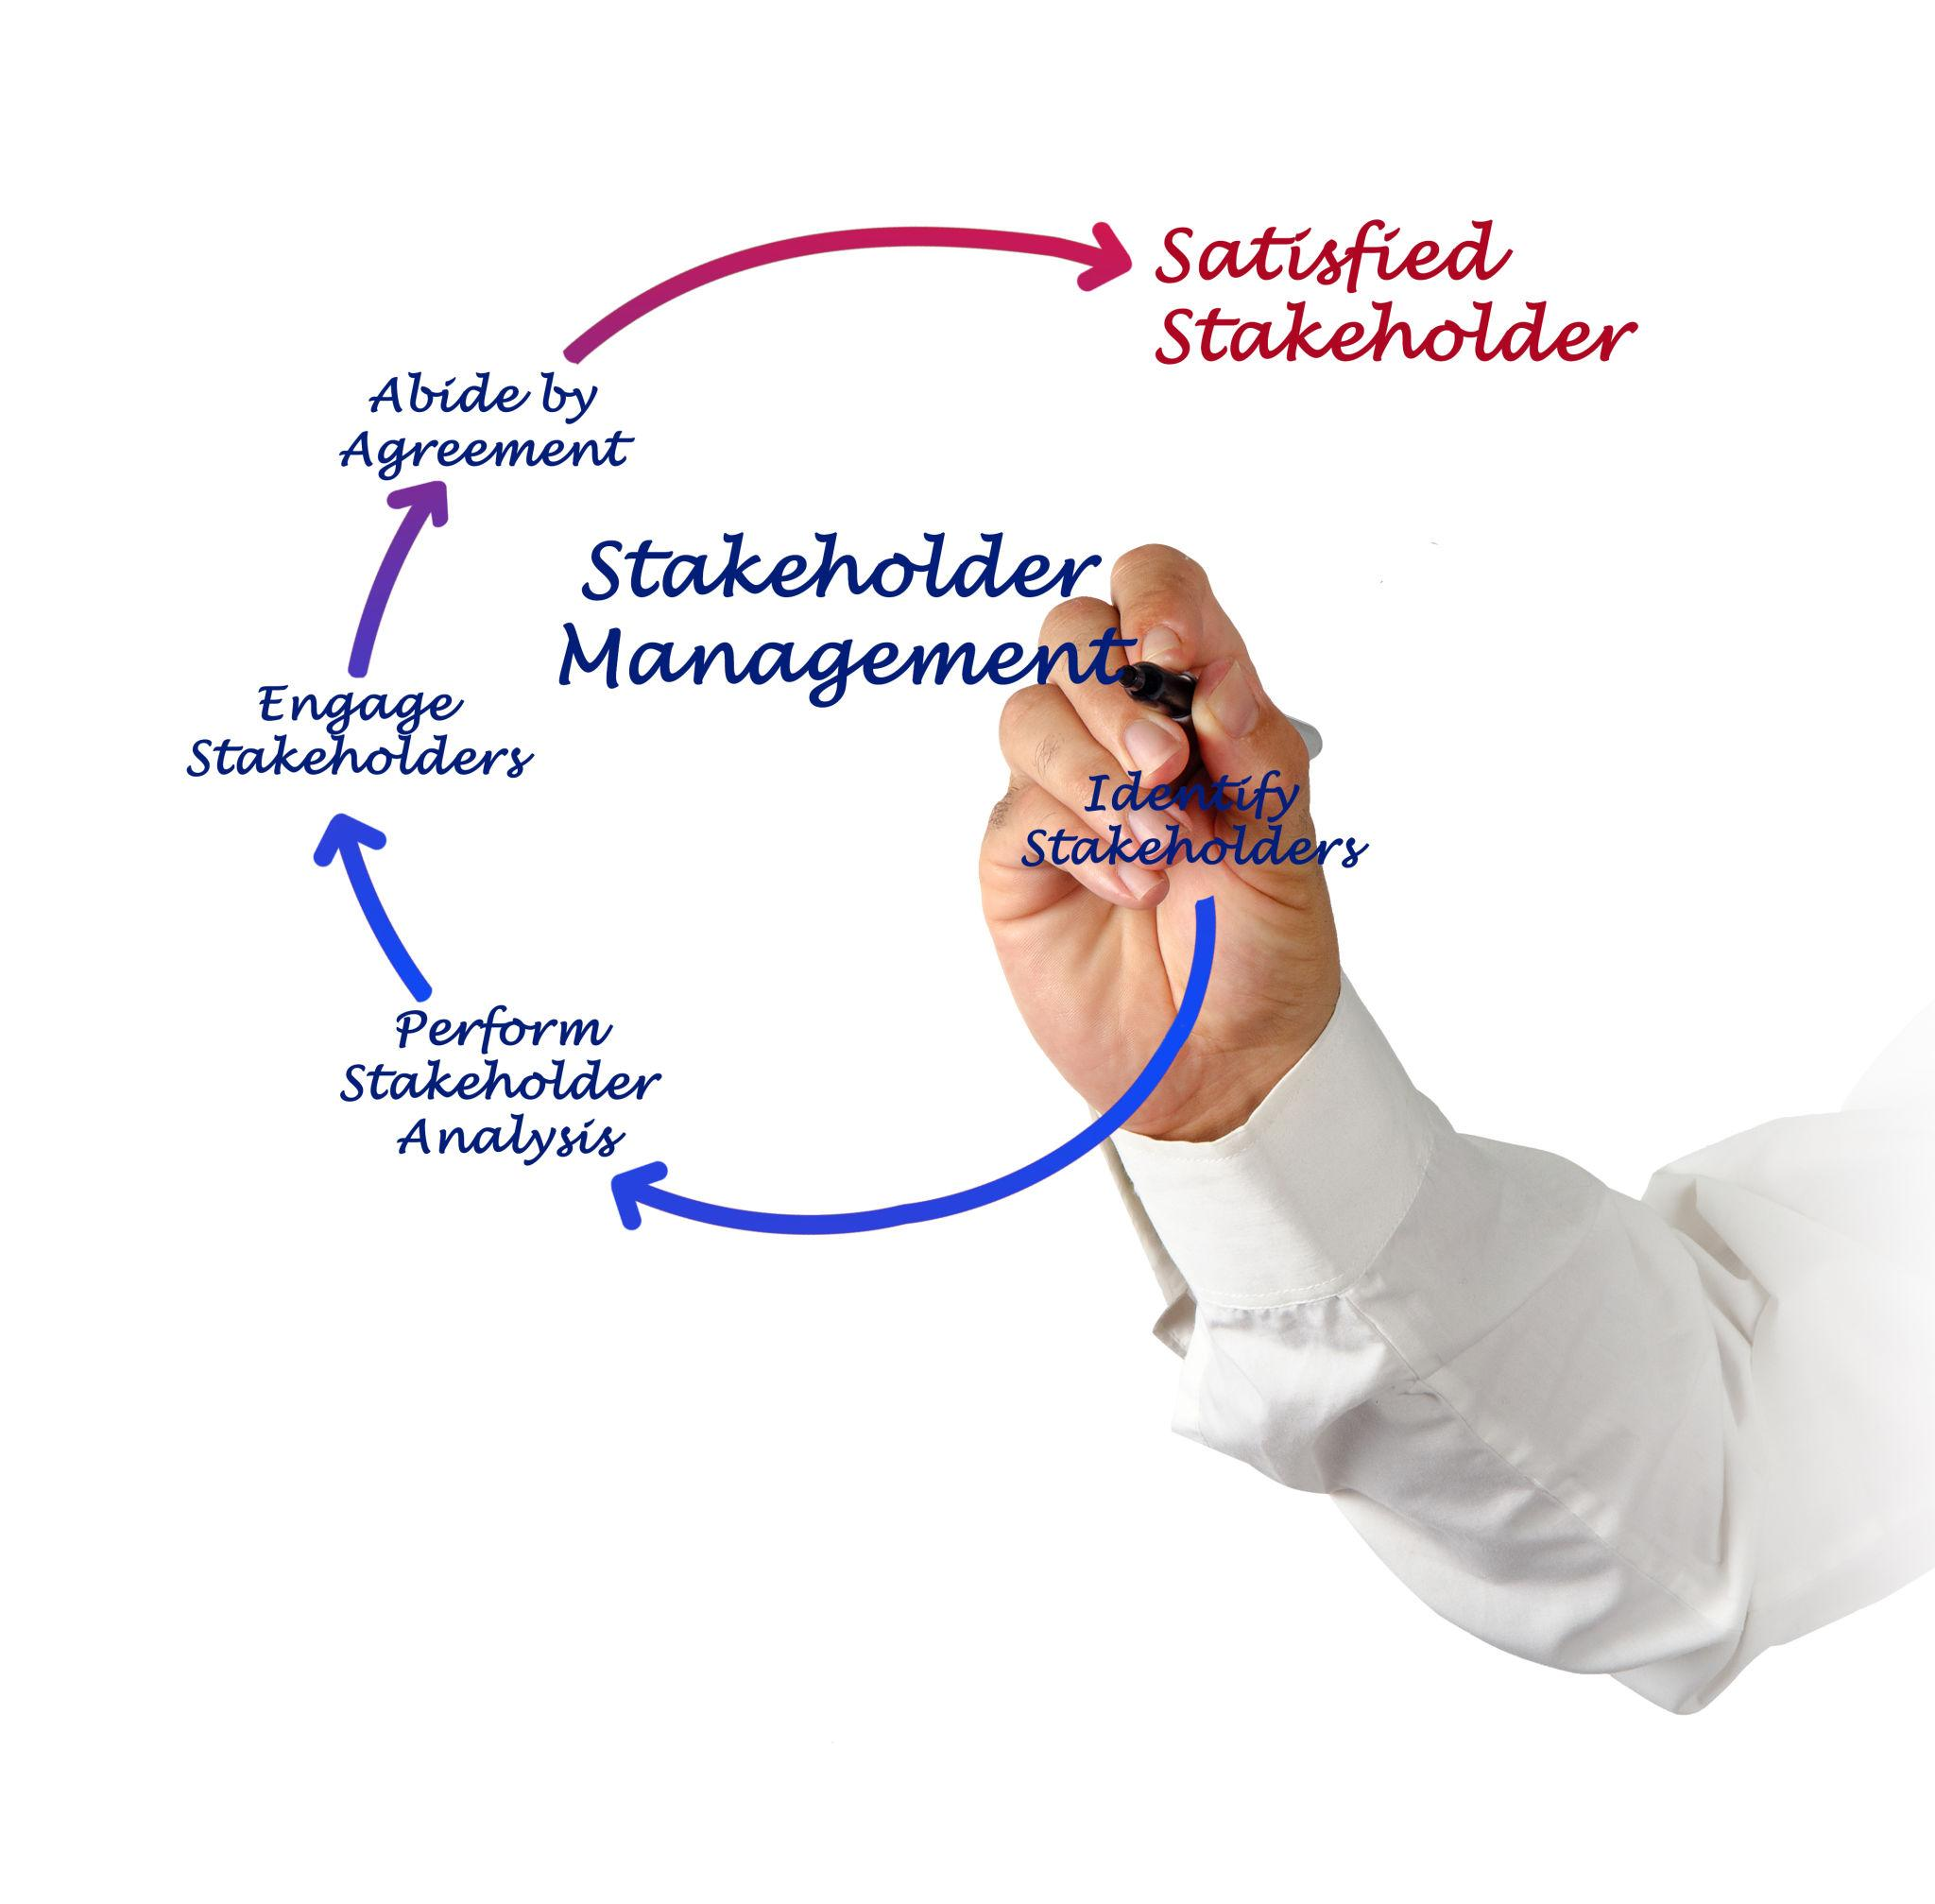 Satisfied
Stakeholder
Abide by
Agreement
Stakeholder
Management
Engage
Stakeholders
Identify
Stakeholders
Perform
Stakeholder
Analysis